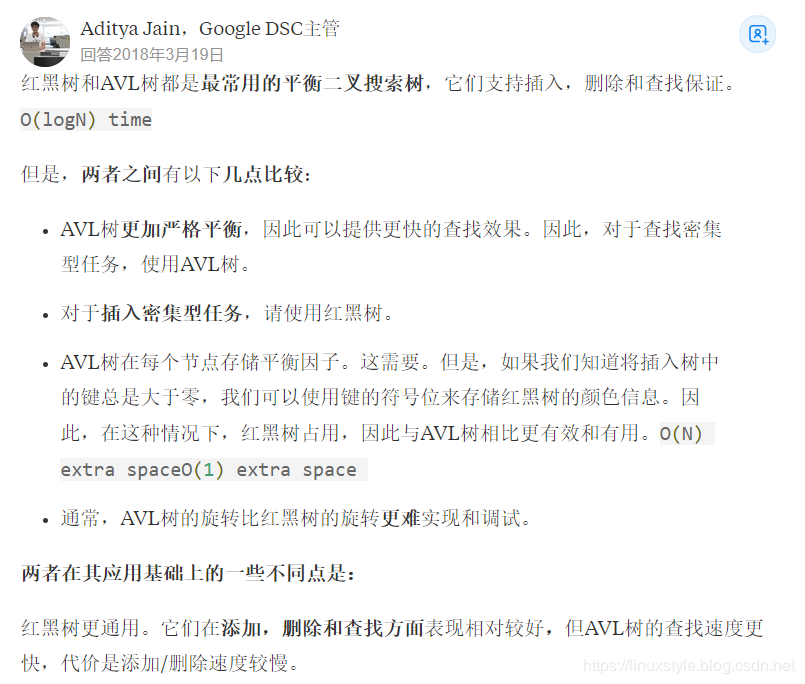 Aditya Jain，Google DSC主管
回答2018年3月19日
红黑树和AVL树都是最常用的平衡二叉搜索树，它们支持插入，删除和查找保证。
O(logN) time
但是，两者之间有以下几点比较：
• AVL树更加严格平衡，因此可以提供更快的查找效果。因此，对于查找密集
型任务，使用AVL树。
• 对于插入密集型任务，请使用红黑树。
• AVL树在每个节点存储平衡因子。这需要。但是，如果我们知道将插入树中
的键总是大于零，我们可以使用键的符号位来存储红黑树的颜色信息。因
此，在这种情况下，红黑树占用，因此与AVL树相比更有效和有用。O(N)
extra spaceO(1) extra space
• 通常，AVL树的旋转比红黑树的旋转更难实现和调试。
两者在其应用基础上的一些不同点是：
红黑树更通用。它们在添加，删除和查找方面表现相对较好，但AVL树的查找速度更
快，代价是添加/删除速度较慢。
https://linuxstyle.blog.csdn.net